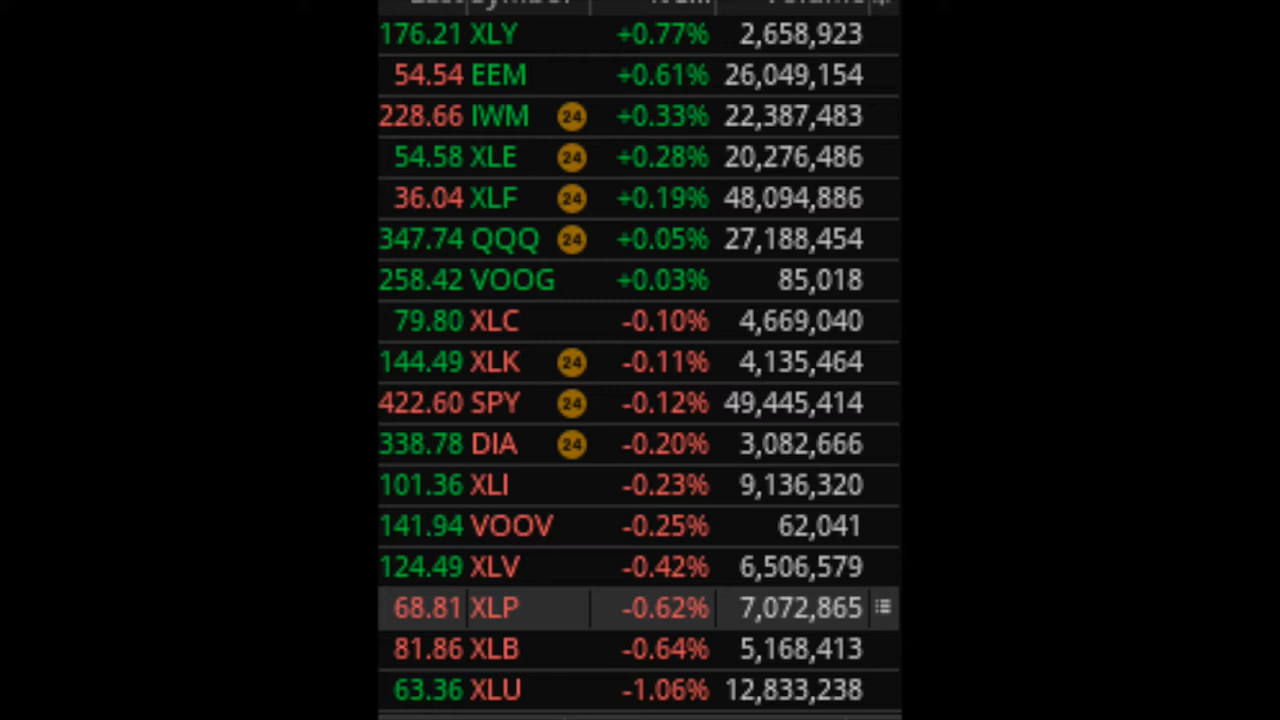 176.21 XLY +0.77% 2,658,923
54.54 EEM +0.61% 26,049,154
228.66 IWM 24 +0.33% 22,387,483
54.58 XLE 24 +0.28% 20,276,486
36.04 XLF 24 +0.19% 48,094,886
347.74 QQQ 24 +0.05% 27,188,454
258.42 VOOG +0.03% 85,018
79.80 XLC -0.10% 4,669,040
144.49 XLK 24 -0.11% 4,135,464
422.60 SPY 24 -0.12% 49,445,414
338.78 DIA 24 -0.20% 3,082,666
101.36 XLI -0.23% 9,136,320
141.94 VOOV -0.25% 62,041
124.49 XLV -0.42% 6,506,579
68.81 XLP -0.62% 7,072,865
81.86 XLB -0.64% 5,168,413
63.36 XLU -1.06% 12,833,238